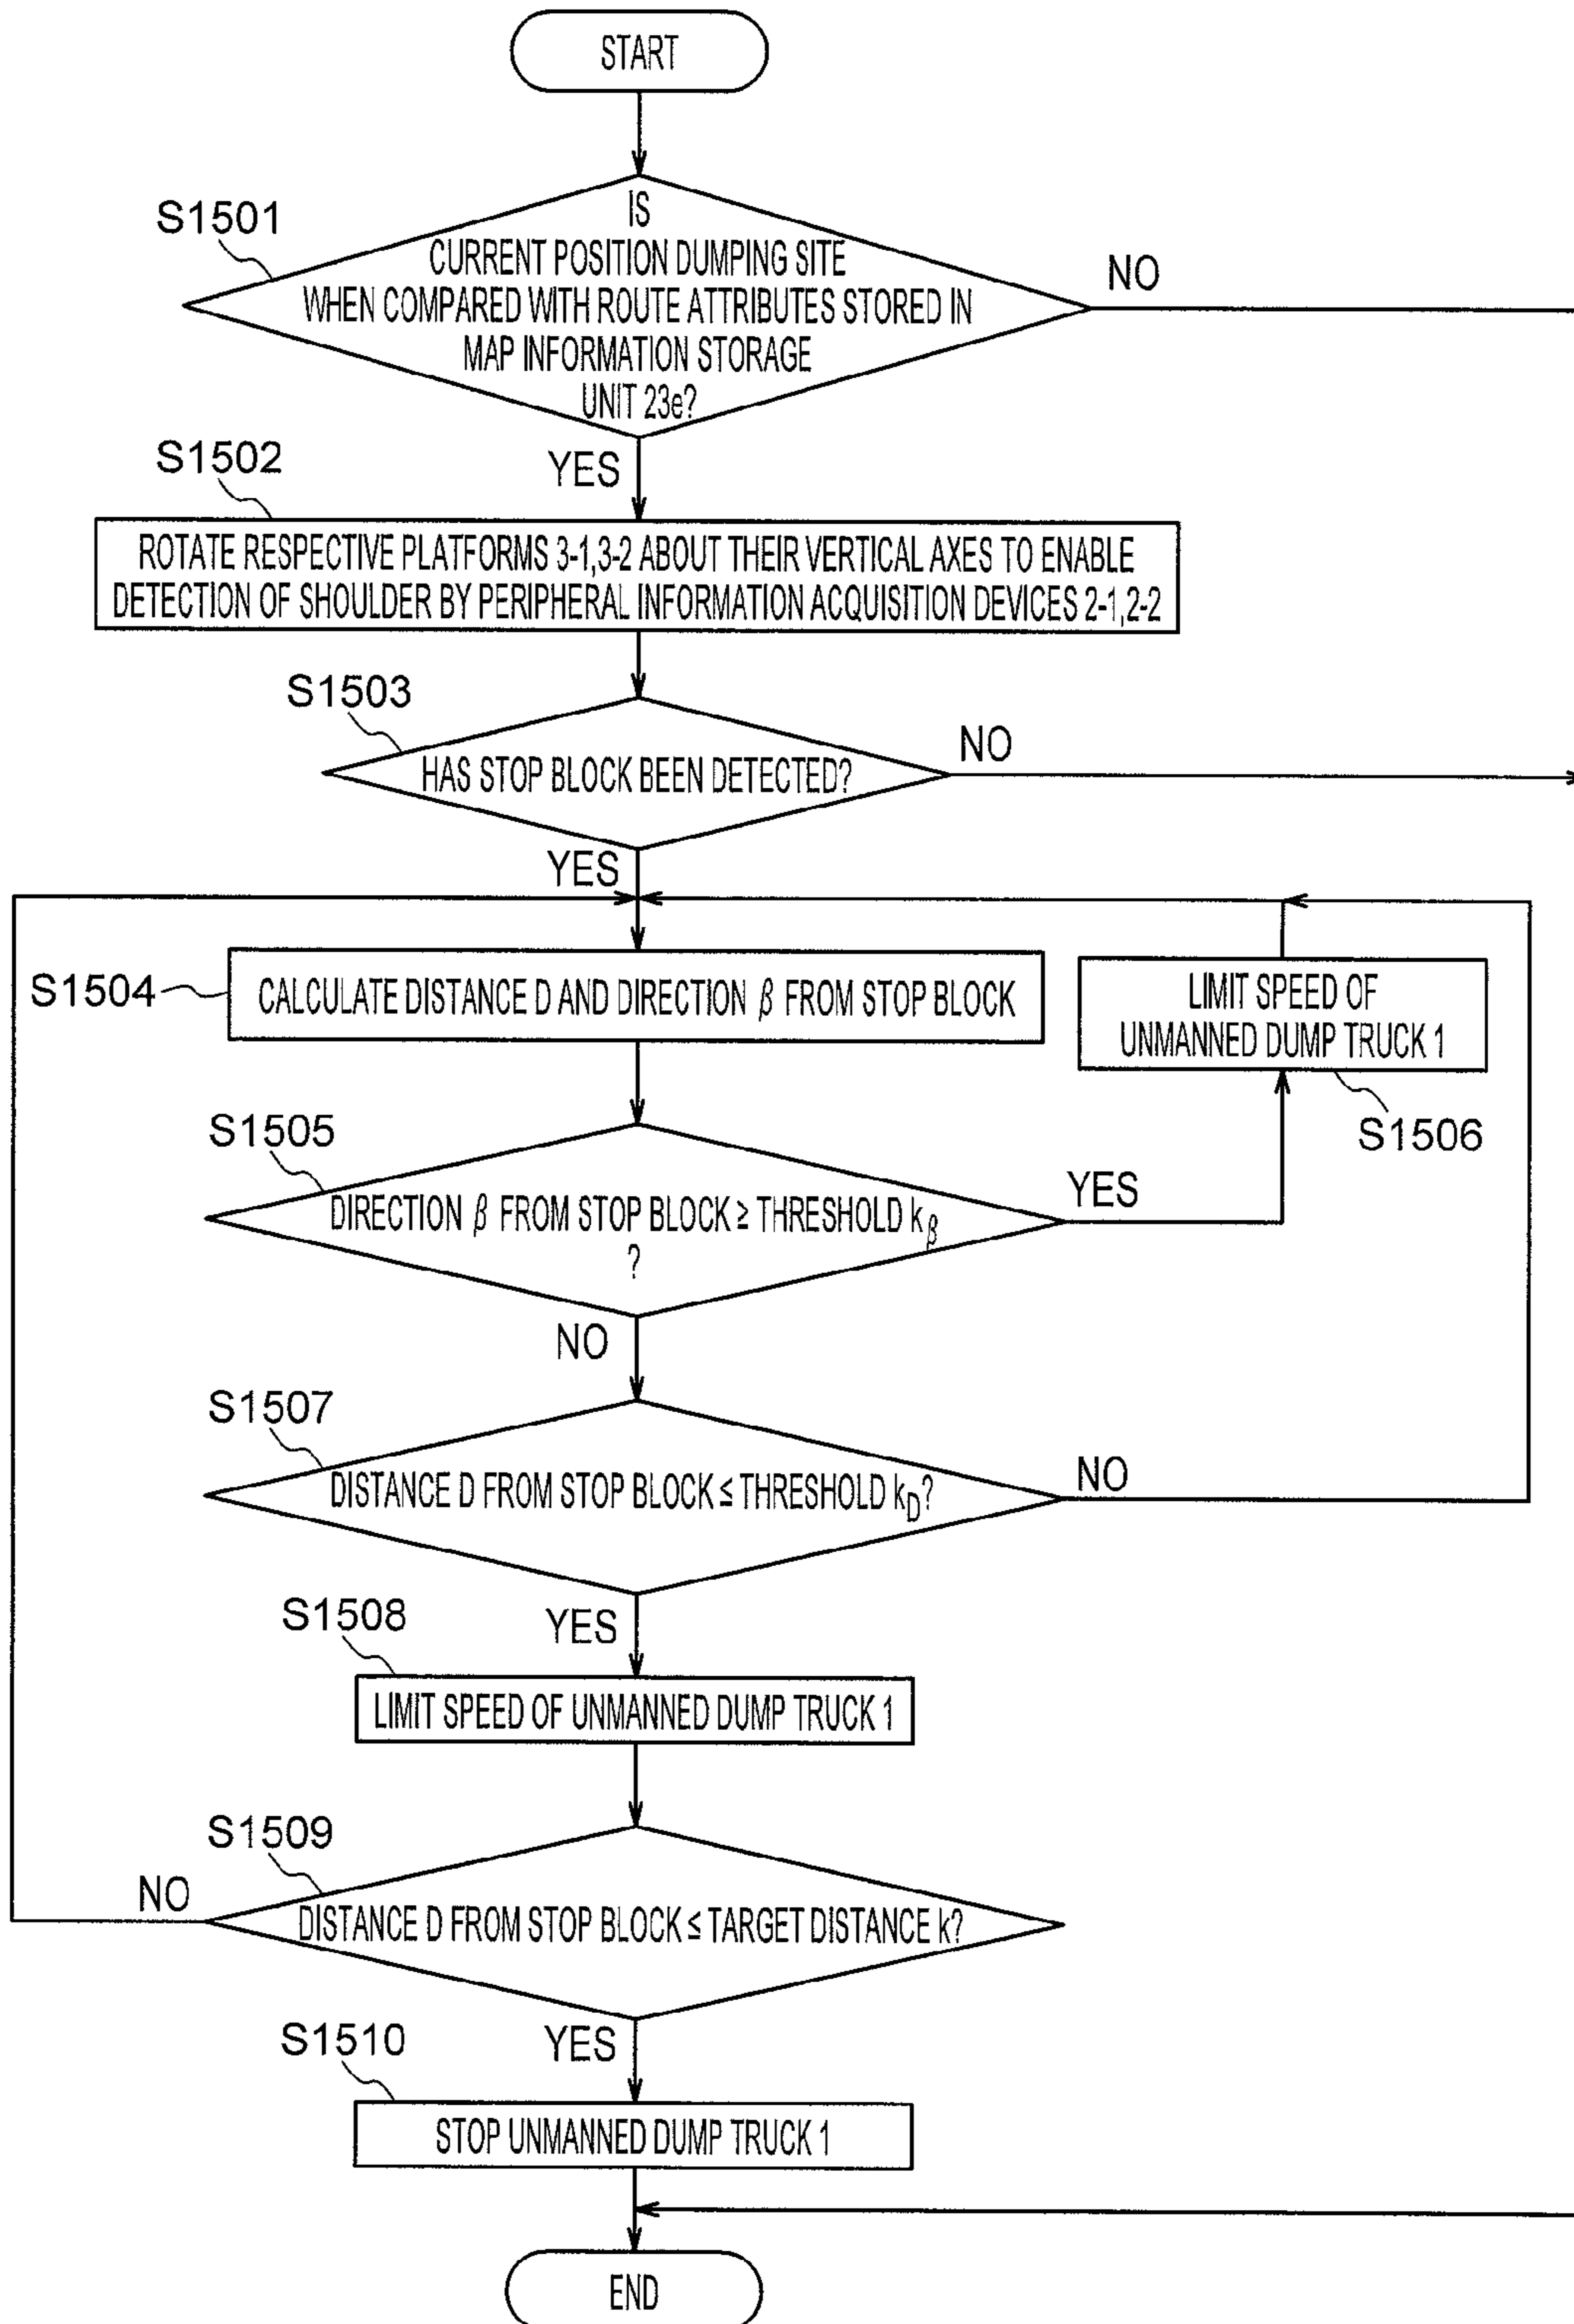 START
S1501
IS
CURRENT POSITION DUMPING SITE
WHEN COMPARED WITH ROUTE ATTRIBUTES STORED IN
MAP INFORMATION STORAGE
UNIT 23e?
NO
YES
S1502
ROTATE RESPECTIVE PLATFORMS 3-1,3-2 ABOUT THEIR VERTICAL AXES TO ENABLE
DETECTION OF SHOULDER BY PERIPHERAL INFORMATION ACQUISITION DEVICES 2-1,2-2
S1503
HAS STOP BLOCK BEEN DETECTED?
NO
YES
S1504
CALCULATE DISTANCE D AND DIRECTION β FROM STOP BLOCK
LIMIT SPEED OF
UNMANNED DUMP TRUCK 1
S1506
S1505
DIRECTION β FROM STOP BLOCK ≥ THRESHOLD kβ
?
YES
NO
S1507
DISTANCE D FROM STOP BLOCK ≤ THRESHOLD kD?
NO
YES
S1508
LIMIT SPEED OF UNMANNED DUMP TRUCK 1
S1509
DISTANCE D FROM STOP BLOCK ≤ TARGET DISTANCE k?
NO
YES
S1510
STOP UNMANNED DUMP TRUCK 1
END